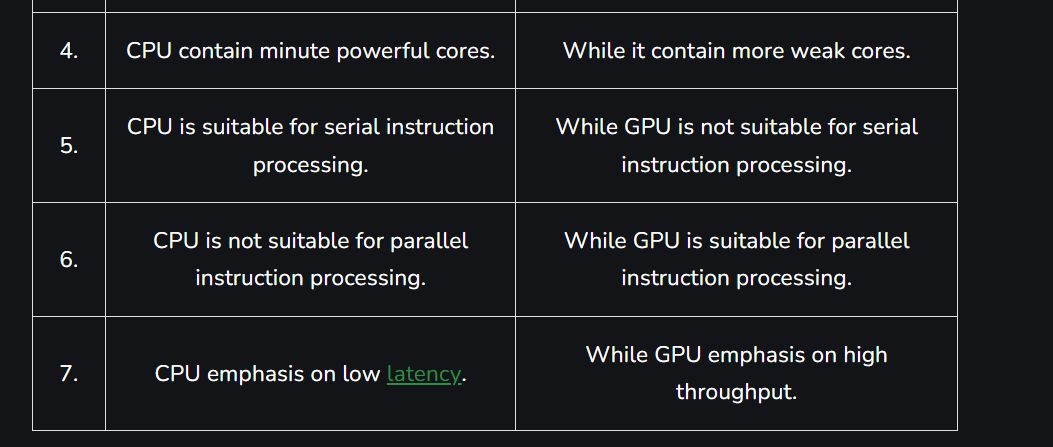 4.
CPU contain minute powerful cores.
While it contain more weak cores.
5.
CPU is suitable for serial instruction
processing.
While GPU is not suitable for serial
instruction processing.
6.
CPU is not suitable for parallel
instruction processing.
While GPU is suitable for parallel
instruction processing.
7.
CPU emphasis on low latency.
While GPU emphasis on high
throughput.